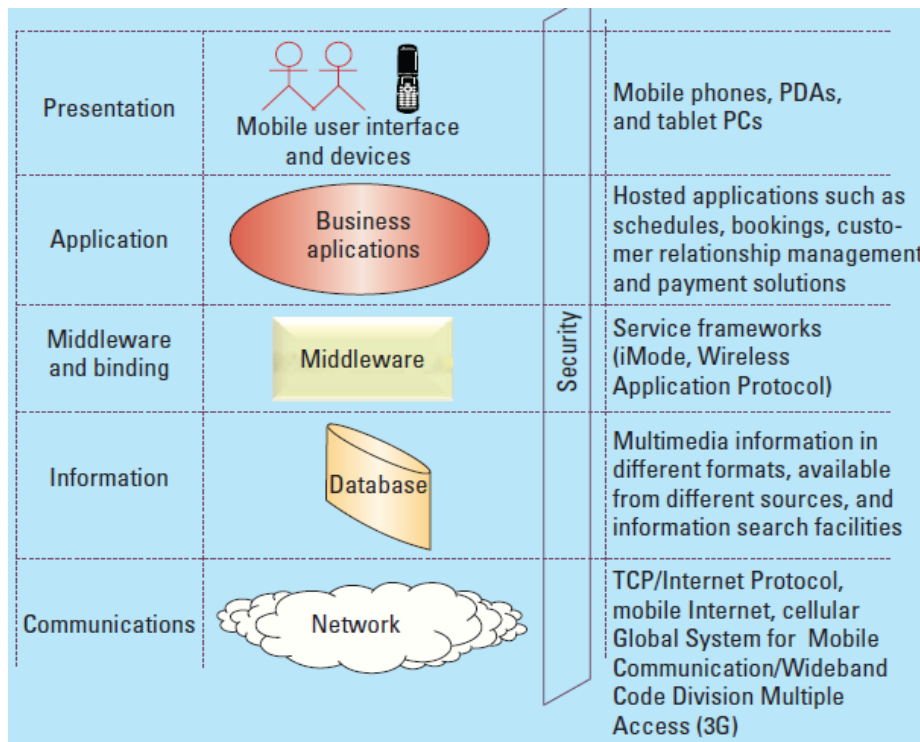 Presentation
Mobile user interface
and devices
Mobile phones, PDAs,
and tablet PCs
Application
Business
aplications
Hosted applications such as
schedules, bookings, custo-
mer relationship management
and payment solutions
Middleware
and binding
Middleware
Security
Service frameworks
(iMode, Wireless
Application Protocol)
Information
Database
Multimedia information in
different formats, available
from different sources, and
information search facilities
Communications
Network
TCP/Internet Protocol,
mobile Internet, cellular
Global System for Mobile
Communication/Wideband
Code Division Multiple
Access (3G)